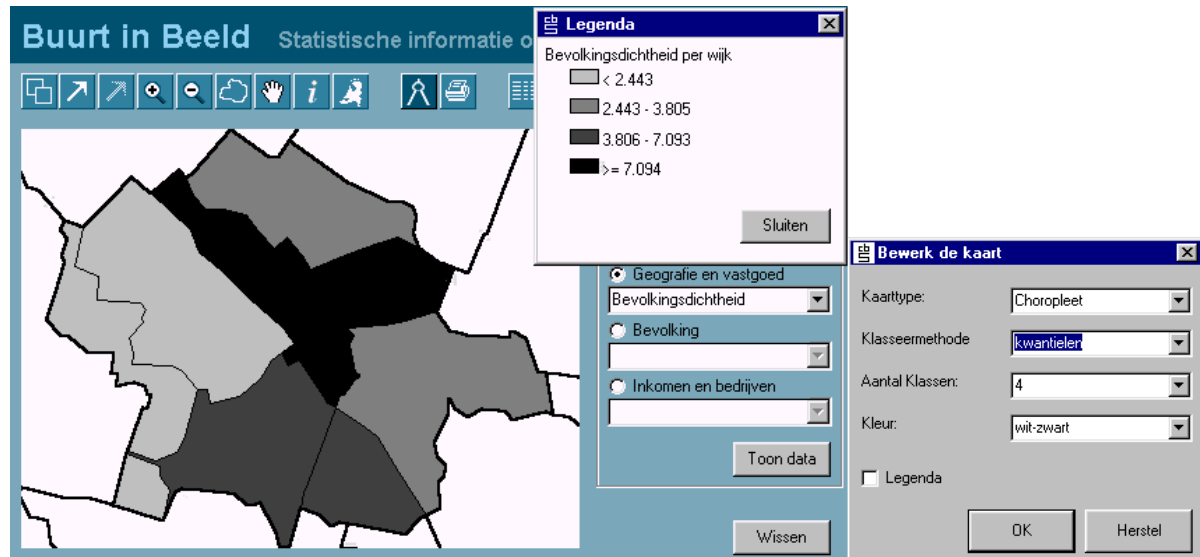 Buurt in Beeld Statistische informatie o
Legenda
Bevolkingsdichtheid per wijk
< 2.443
2.443 - 3.805
3.806 - 7.093
>= 7.094
Sluiten
Geografie en vastgoed
Bevolkingsdichtheid
Bevolking
Inkomen en bedrijven
Toon data
Wissen
Bewerk de kaart
Kaarttype: Choropleet
Klasseermethode kwantielen
Aantal Klassen: 4
Kleur: wit-zwart
Legenda
OK Herstel